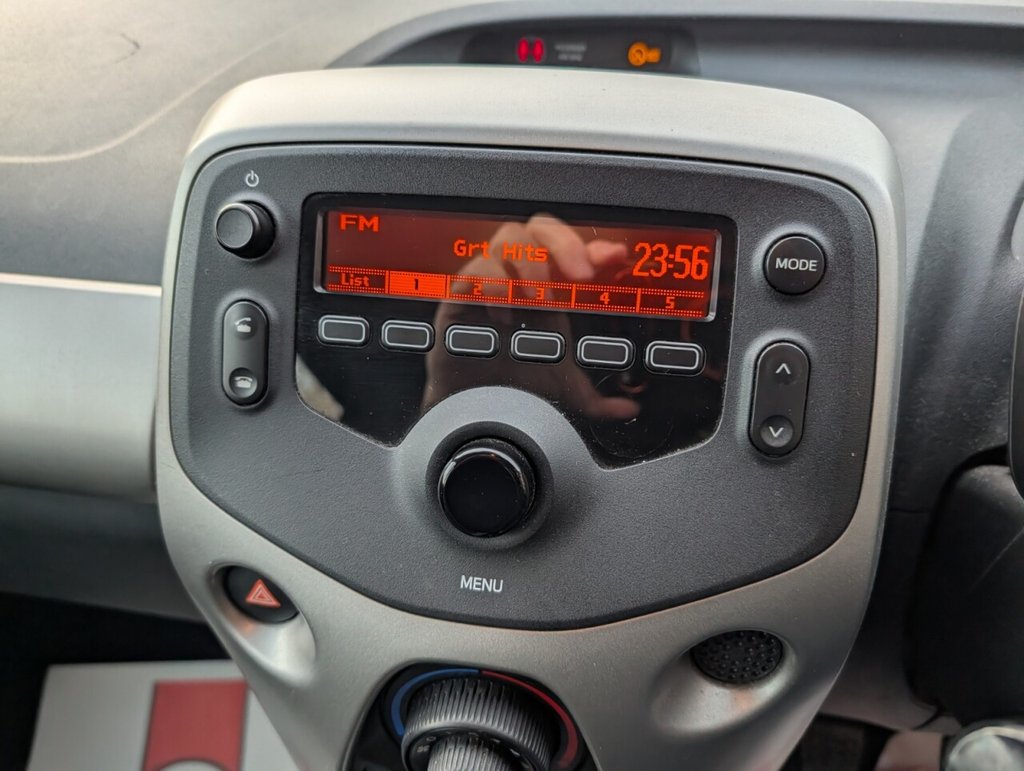 FM
Grt Hits
23:56
List 1 2 3 4 5
MODE
MENU